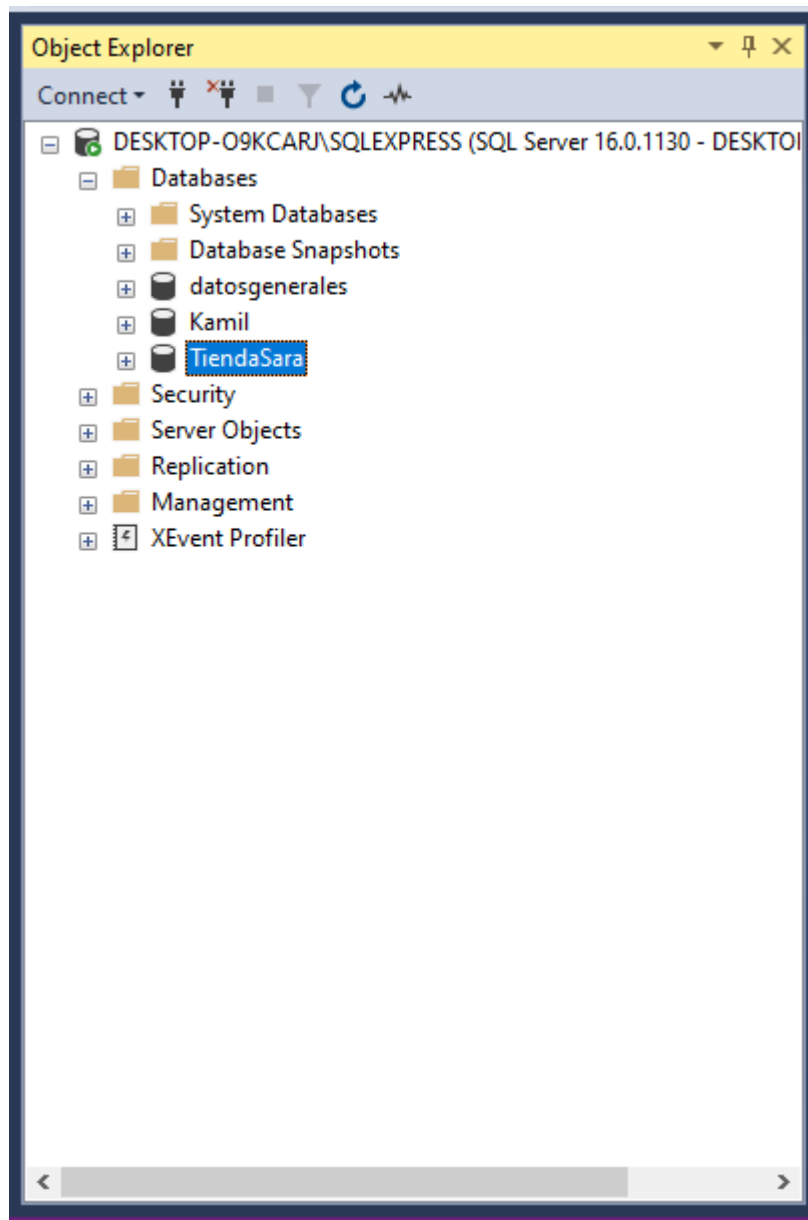 Object Explorer
Connect
DESKTOP-O9KCARJ\SQLEXPRESS (SQL Server 16.0.1130 - DESKTOI
Databases
System Databases
Database Snapshots
datosgenerales
Kamil
TiendaSara
Security
Server Objects
Replication
Management
XEvent Profiler